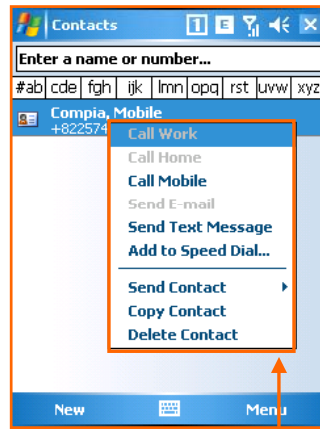 Contacts 1 E
Enter a name or number...
#ab cde fgh ijk lmn opq rst uvw xyz
Compia, Mobile
+822574
Call Work
Call Home
Call Mobile
Send E-mail
Send Text Message
Add to Speed Dial...
Send Contact
Copy Contact
Delete Contact
New Menu